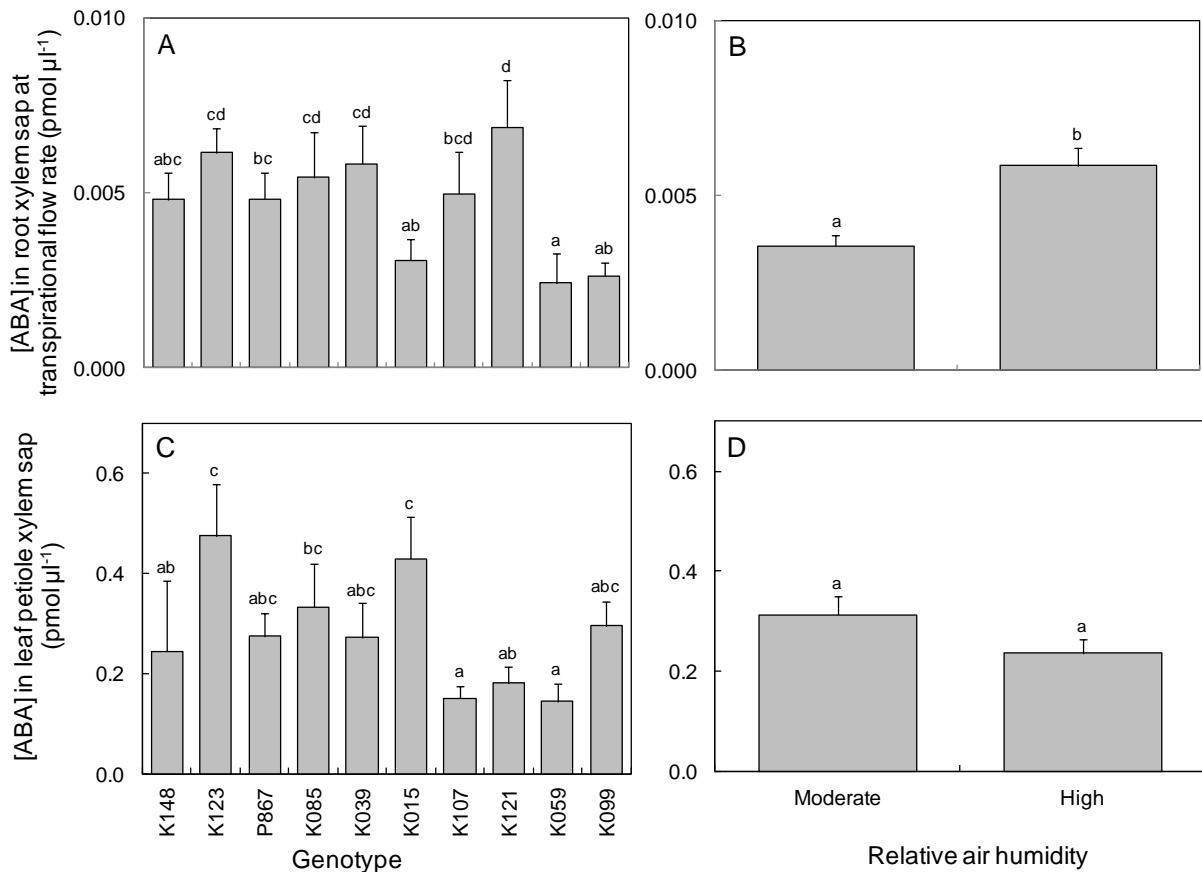 [ABA] in root xylem sap at
transpirational flow rate (pmol µl⁻¹)
0.010
0.005
0.000
A
abc
cd
bc
cd
cd
ab
bcd
d
a
ab
0.010
0.005
0.000
B
a
b
[ABA] in leaf petiole xylem sap
(pmol µl⁻¹)
0.6
0.4
0.2
0.0
C
ab
c
abc
bc
abc
c
a
ab
a
abc
K148
K123
P867
K085
K039
K015
K107
K121
K059
K099
Genotype
0.6
0.4
0.2
0.0
D
a
a
Moderate
High
Relative air humidity